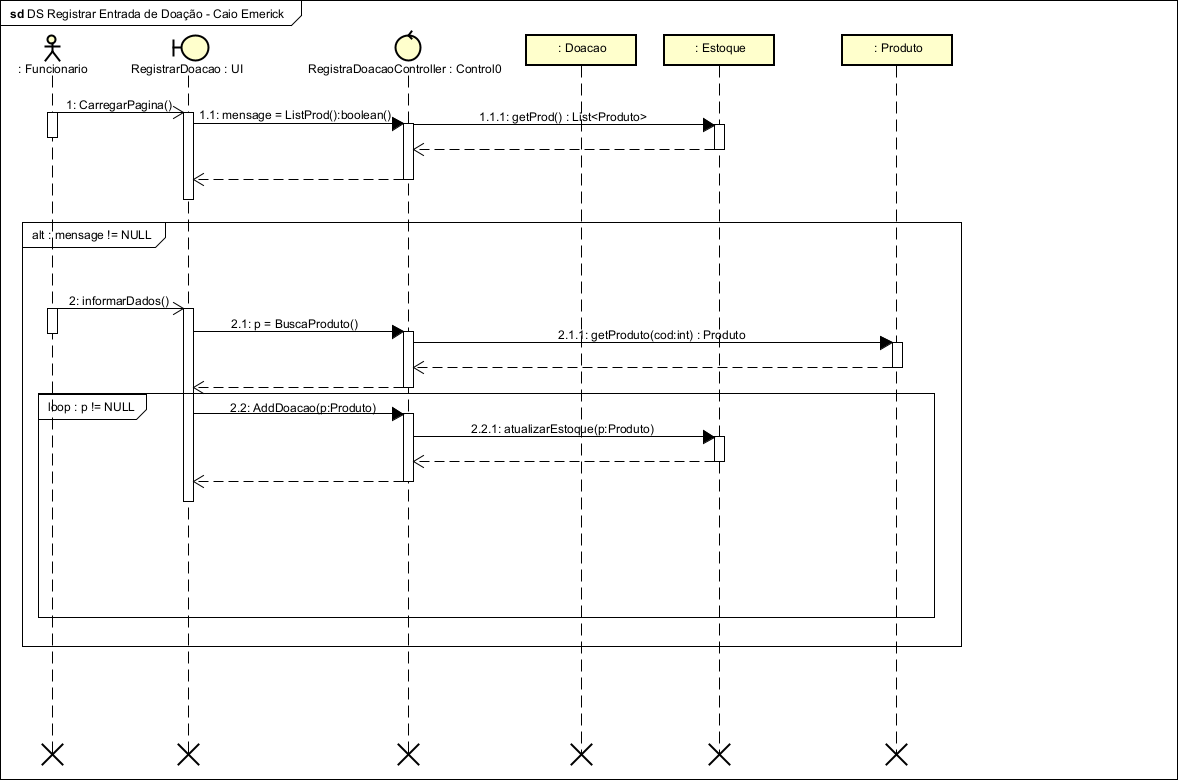 sd DS Registrar Entrada de Doação - Caio Emerick
: Funcionario
RegistrarDoacao : UI
RegistraDoacaoController : Control0
: Doacao
: Estoque
: Produto
1: CarregarPagina()
1.1: mensage = ListProd():boolean()
1.1.1: getProd() : List<Produto>
alt : mensage != NULL
2: informarDados()
2.1: p = BuscaProduto()
2.1.1: getProduto(cod:int) : Produto
loop : p != NULL
2.2: AddDoacao(p:Produto)
2.2.1: atualizarEstoque(p:Produto)